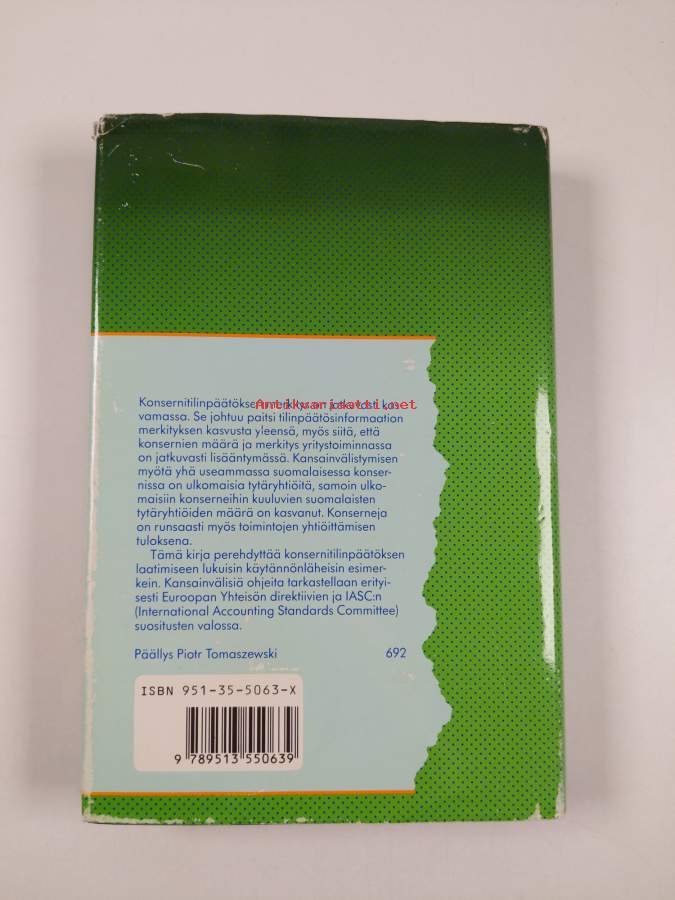 Konsernitilinpäätöksen merkitys on jatkuvasti kas-
Antikvariaatti.net
vamassa. Se johtuu paitsi tilinpäätösinformaation
merkityksen kasvusta yleensä, myös siitä, että
konsernien määrä ja merkitys yritystoiminnassa
on jatkuvasti lisääntymässä. Kansainvälistymisen
myötä yhä useammassa suomalaisessa konser-
nissa on ulkomaisia tytäryhtiöitä, samoin ulko-
maisiin konserneihin kuuluvien suomalaisten
tytäryhtiöiden määrä on kasvanut. Konserneja
on runsaasti myös toimintojen yhtiöittämisen
tuloksena.
Tämä kirja perehdyttää konsernitilinpäätöksen
laatimiseen lukuisin käytännönläheisin esimer-
kein. Kansainvälisiä ohjeita tarkastellaan erityi-
sesti Euroopan Yhteisön direktiivien ja IASC:n
(International Accounting Standards Committee)
suositusten valossa.
Päällys Piotr Tomaszewski 692
ISBN 951-35-5063-X
9 789513 550639